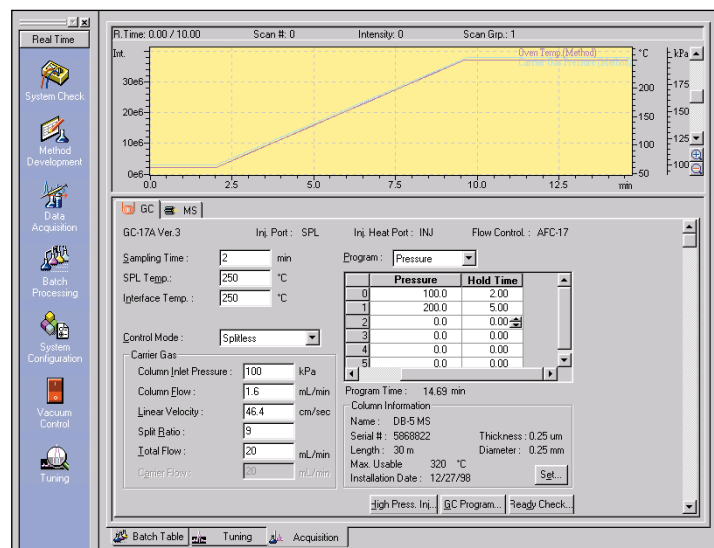 Real Time
System Check
Method
Development
Data
Acquisition
Batch
Processing
System
Configuration
Vacuum
Control
Tuning
R.Time: 0.00 / 10.00 Scan #: 0 Intensity: 0 Scan Grp.: 1
Int. Oven Temp.(Method) °C kPa
Carrier Gas Pressure (Method)
30e6
20e6
10e6
0e6
200
150
100
50
175
150
125
100
0.0 2.5 5.0 7.5 10.0 12.5 min
GC MS
GC-17A Ver.3 Inj. Port : SPL Inj. Heat Port : INJ Flow Control. : AFC-17
Sampling Time : 2 min
SPL Temp.: 250 °C
Interface Temp. : 250 °C
Control Mode : Splitless
Carrier Gas
Column Inlet Pressure : 100 kPa
Column Flow : 1.6 mL/min
Linear Velocity : 46.4 cm/sec
Split Ratio : 9
Total Flow : 20 mL/min
Carrier Flow : 20 mL/min
Program : Pressure
Pressure Hold Time
0 100.0 2.00
1 200.0 5.00
2 0.0 0.00
3 0.0 0.00
4 0.0 0.00
5 0.0 0.00
Program Time : 14.69 min
Column Information
Name : DB-5 MS
Serial # : 5868822 Thickness : 0.25 um
Length : 30 m Diameter : 0.25 mm
Max. Usable 320 °C
Installation Date : 12/27/98 Set...
High Press. Inj... GC Program... Ready Check...
Batch Table Tuning Acquisition